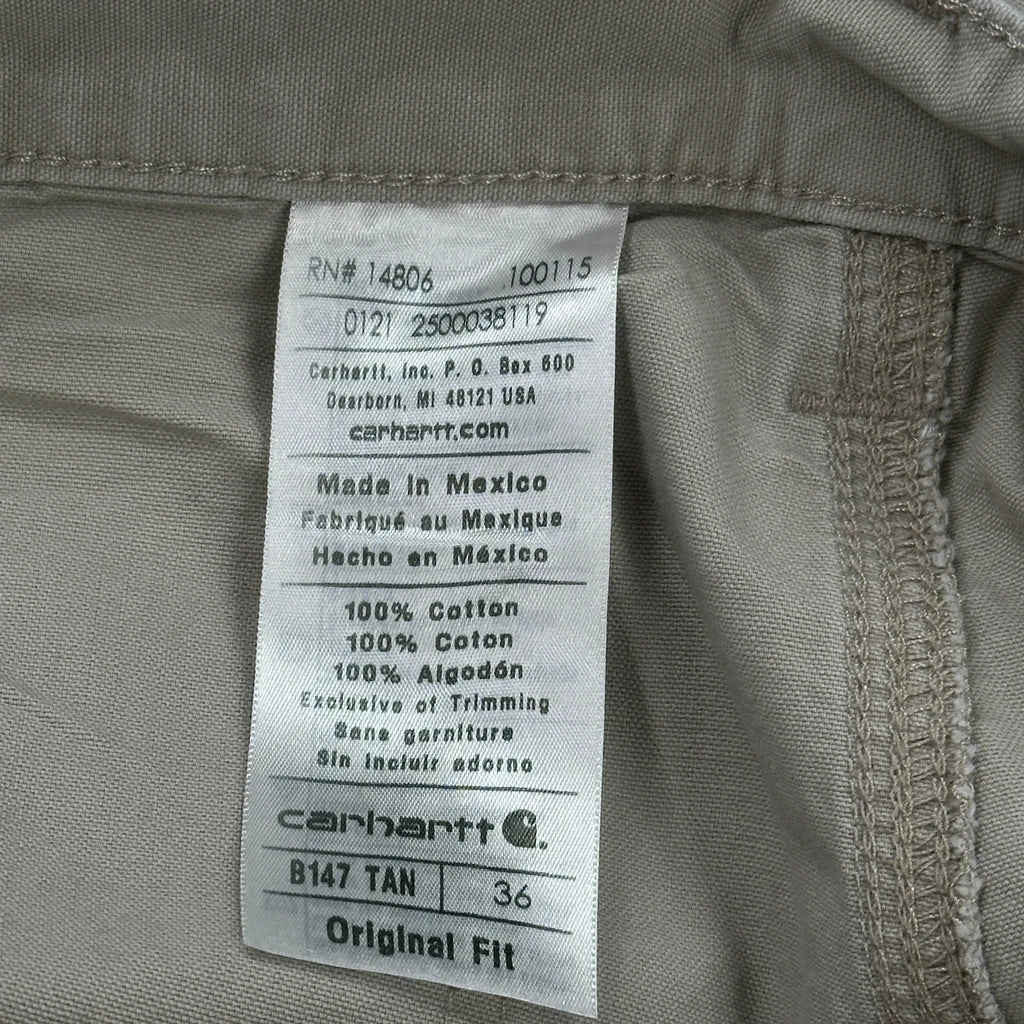 RN# 14806 100115
0121 2500038119
Carhartt, Inc. P. O. Box 600
Dearborn, MI 48121 USA
carhartt.com
Made in Mexico
Fabriqué au Mexique
Hecho en México
100% Cotton
100% Coton
100% Algodón
Exclusive of Trimming
Sans garniture
Sin incluir adorno
carhartt
B147 TAN 36
Original Fit